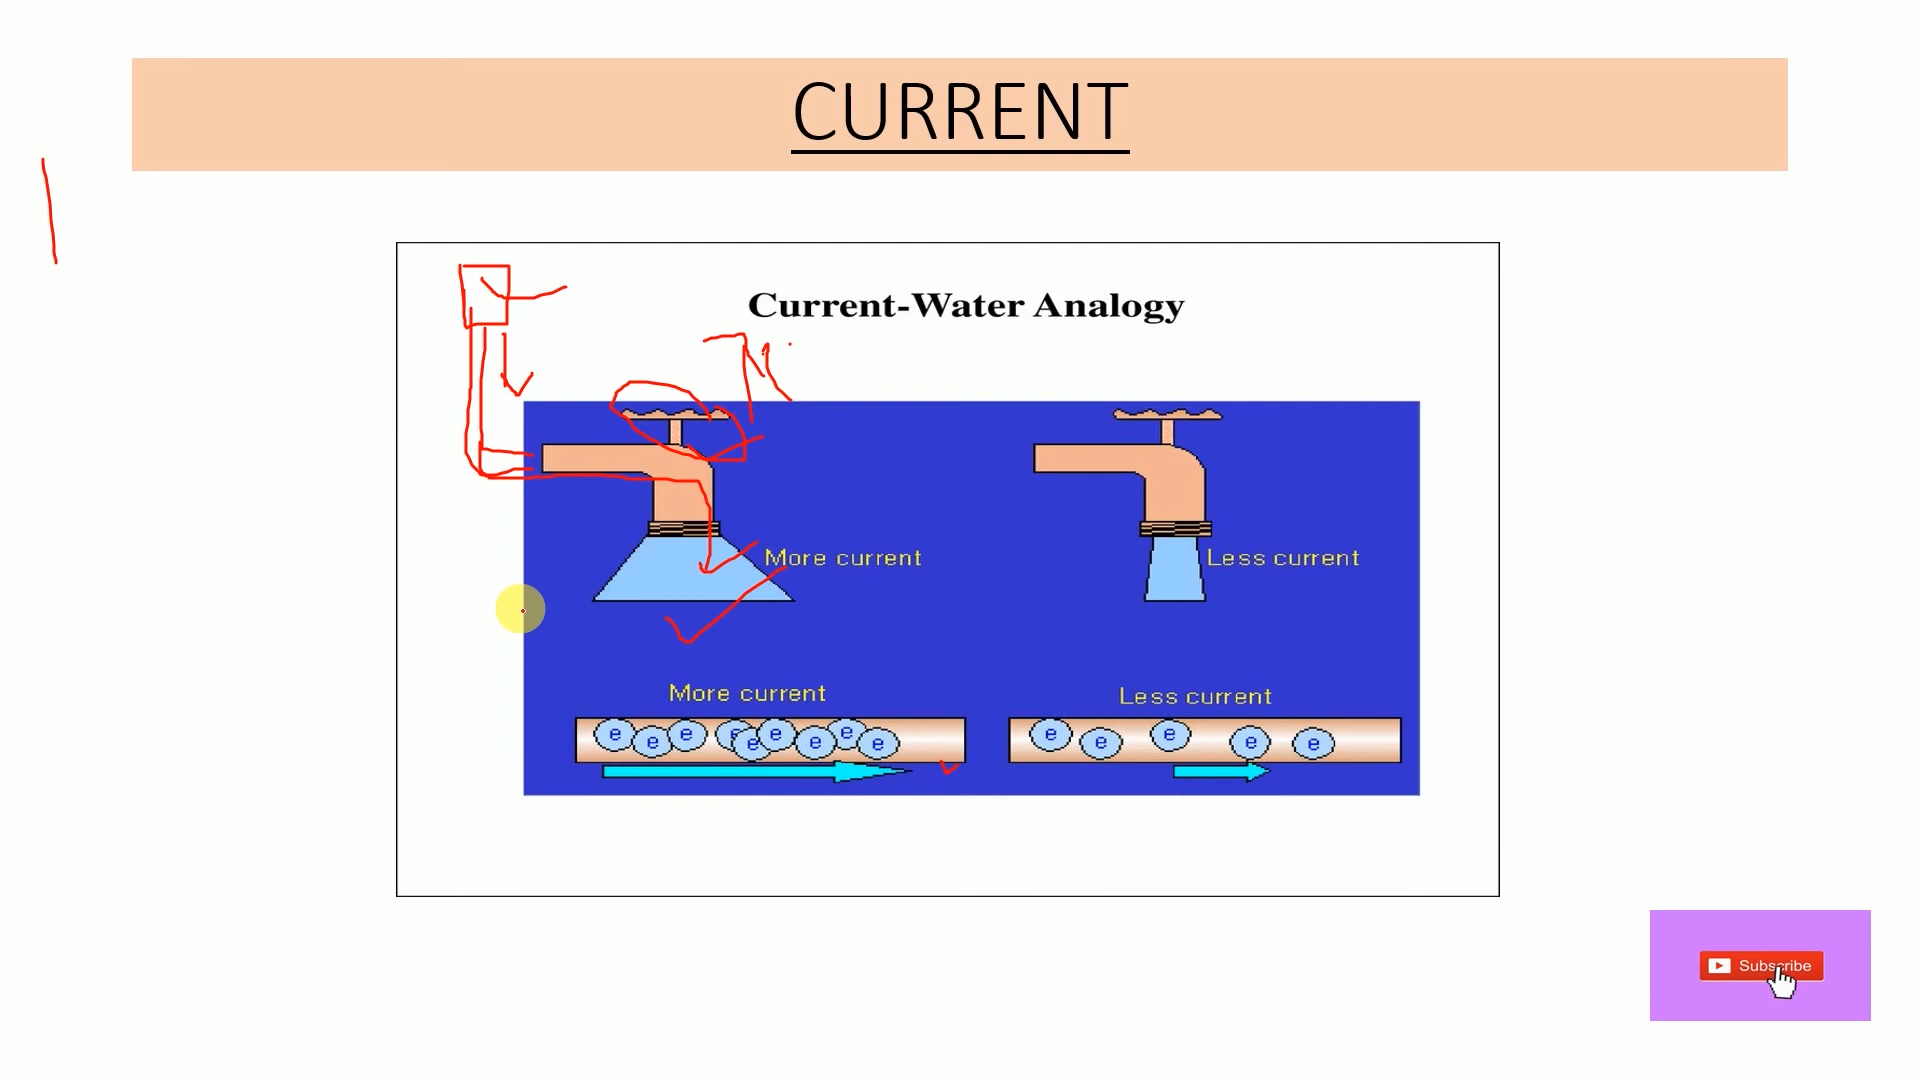 CURRENT
Current-Water Analogy
More current
Less current
More current
Less current
e e e e e e e e e
e e e e e
Subscribe